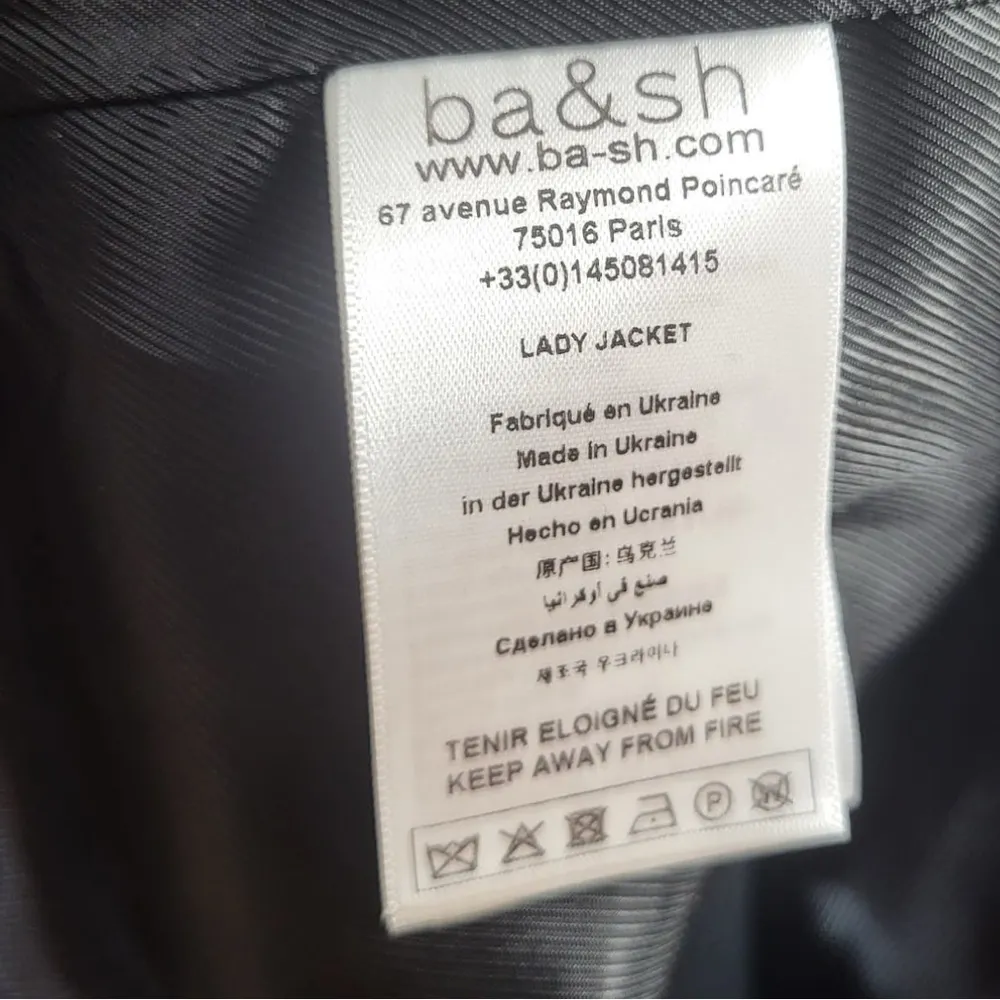 ba&sh
www.ba-sh.com
67 avenue Raymond Poincaré
75016 Paris
+33(0)145081415
LADY JACKET
Fabriqué en Ukraine
Made in Ukraine
in der Ukraine hergestellt
Hecho en Ucrania
原产国: 乌克兰
صنع في أوكرانيا
Сделано в Украине
제조국 우크라이나
TENIR ELOIGNÉ DU FEU
KEEP AWAY FROM FIRE
P W